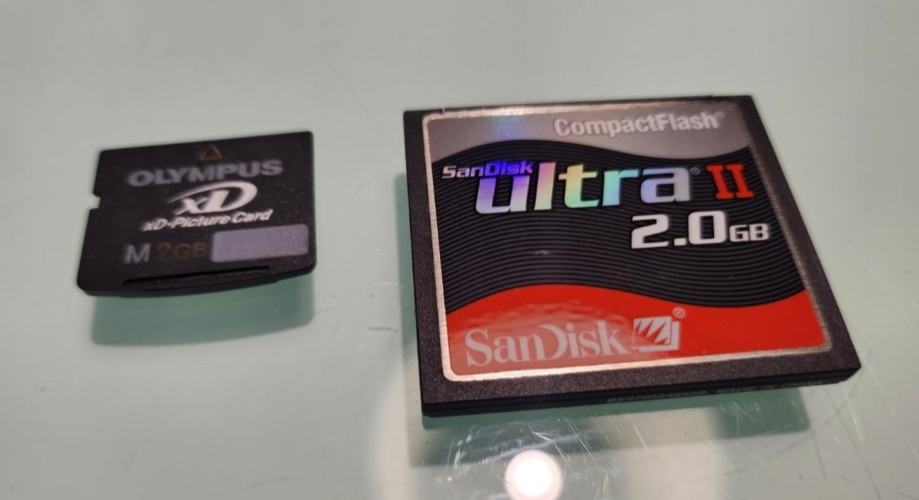 OLYMPUS
xD
xD-Picture Card
M 2GB
CompactFlash®
SanDisk
ultra® II
2.0GB
SanDisk®